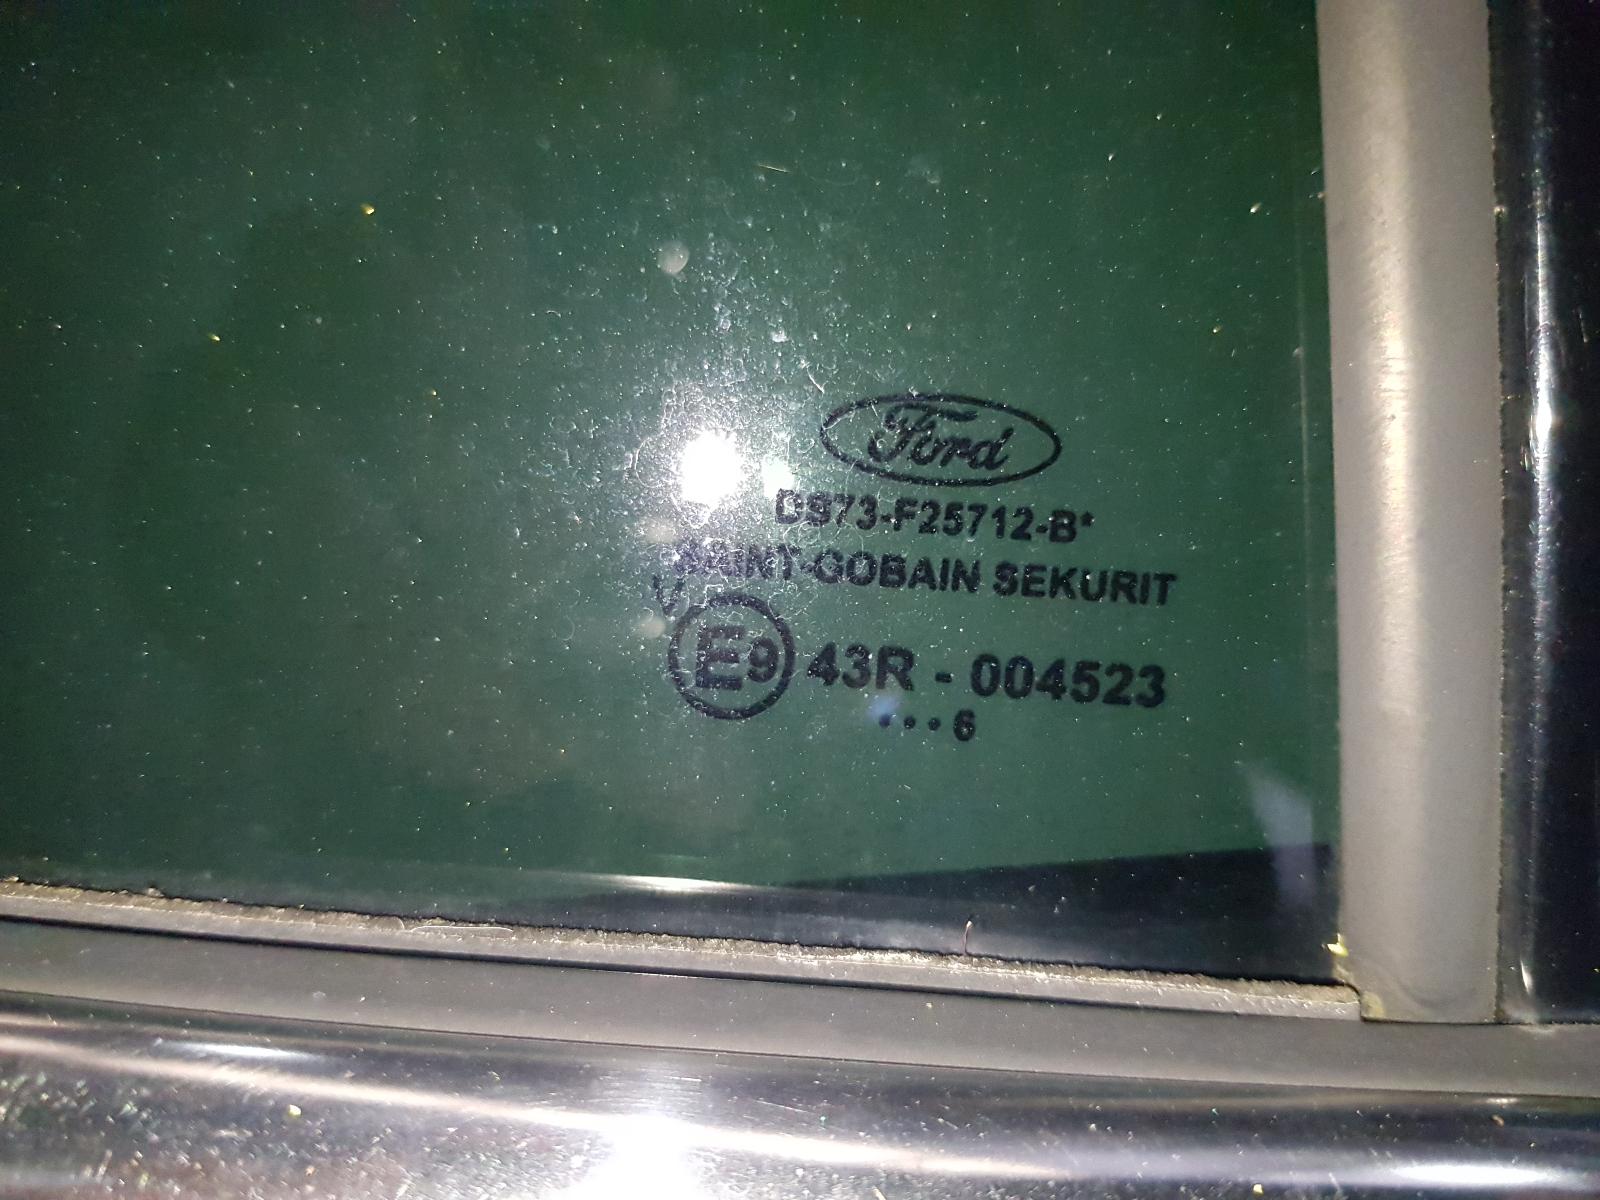 Ford
DS73-F25712-B*
SAINT-GOBAIN SEKURIT
V
E9 43R - 004523
•••6